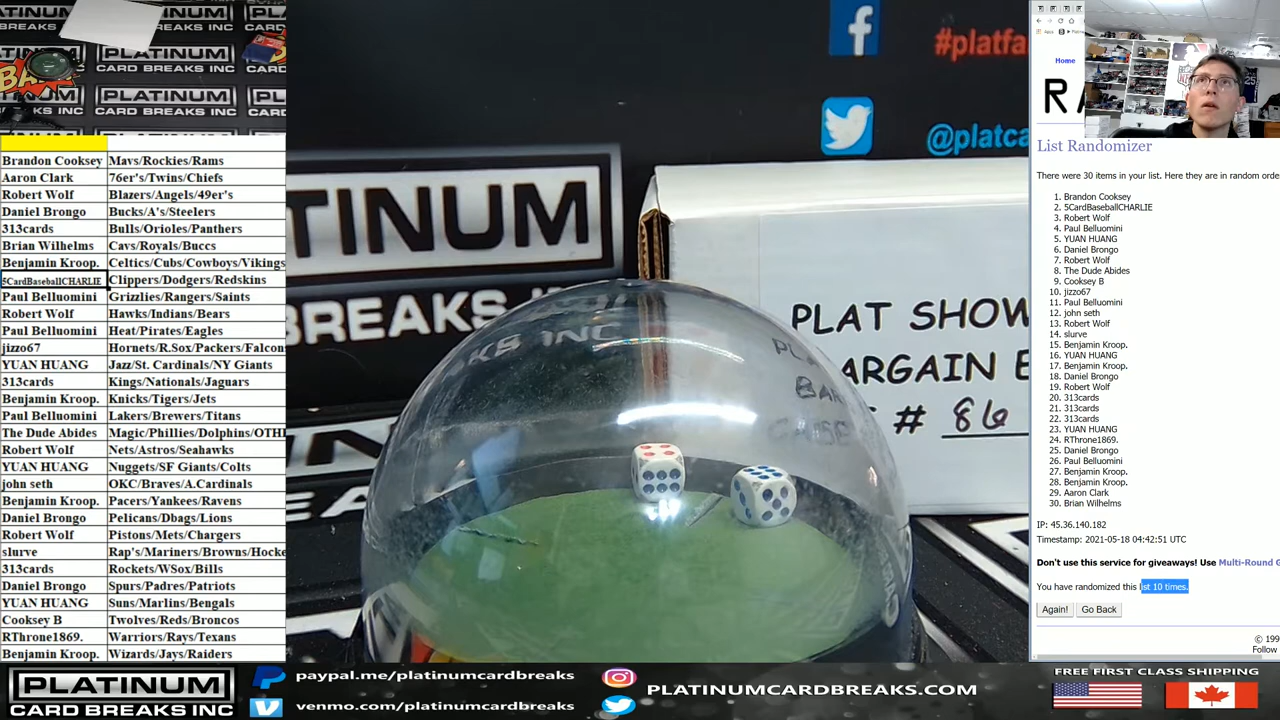 PLATINUM
CARD BREAKS INC
CARD BREAKS INC
CARD BREAKS INC
Brandon Cooksey Mavs/Rockies/Rams
Aaron Clark 76er's/Twins/Chiefs
Robert Wolf Blazers/Angels/49er's
Daniel Brongo Bucks/A's/Steelers
313cards Bulls/Orioles/Panthers
Brian Wilhelms Cavs/Royals/Buccs
Benjamin Kroop. Celtics/Cubs/Cowboys/Vikings
5CardBaseballCHARLIE Clippers/Dodgers/Redskins
Paul Belluomini Grizzlies/Rangers/Saints
Robert Wolf Hawks/Indians/Bears
Paul Belluomini Heat/Pirates/Eagles
jizzo67 Hornets/R.Sox/Packers/Falcon
YUAN HUANG Jazz/St. Cardinals/NY Giants
313cards Kings/Nationals/Jaguars
Benjamin Kroop. Knicks/Tigers/Jets
Paul Belluomini Lakers/Brewers/Titans
The Dude Abides Magic/Phillies/Dolphins/OTH
Robert Wolf Nets/Astros/Seahawks
YUAN HUANG Nuggets/SF Giants/Colts
john seth OKC/Braves/A.Cardinals
Benjamin Kroop. Pacers/Yankees/Ravens
Daniel Brongo Pelicans/Dbags/Lions
Robert Wolf Pistons/Mets/Chargers
slurve Rap's/Mariners/Browns/Hocke
313cards Rockets/WSox/Bills
Daniel Brongo Spurs/Padres/Patriots
YUAN HUANG Suns/Marlins/Bengals
Cooksey B Twolves/Reds/Broncos
RThrone1869. Warriors/Rays/Texans
Benjamin Kroop. Wizards/Jays/Raiders
#platfa
@platca
TINUM
BREAKS INC
PLAT SHOW
BARGAIN B
# 86
Home
RA
List Randomizer
There were 30 items in your list. Here they are in random orde
1. Brandon Cooksey
2. 5CardBaseballCHARLIE
3. Robert Wolf
4. Paul Belluomini
5. YUAN HUANG
6. Daniel Brongo
7. Robert Wolf
8. The Dude Abides
9. Cooksey B
10. jizzo67
11. Paul Belluomini
12. john seth
13. Robert Wolf
14. slurve
15. Benjamin Kroop.
16. YUAN HUANG
17. Benjamin Kroop.
18. Daniel Brongo
19. Robert Wolf
20. 313cards
21. 313cards
22. 313cards
23. YUAN HUANG
24. RThrone1869.
25. Daniel Brongo
26. Paul Belluomini
27. Benjamin Kroop.
28. Benjamin Kroop.
29. Aaron Clark
30. Brian Wilhelms
IP: 45.36.140.182
Timestamp: 2021-05-18 04:42:51 UTC
Don't use this service for giveaways! Use Multi-Round G
You have randomized this list 10 times.
Again! Go Back
© 199
Follow
PLATINUM
CARD BREAKS INC
paypal.me/platinumcardbreaks
venmo.com/platinumcardbreaks
PLATINUMCARDBREAKS.COM
FREE FIRST CLASS SHIPPING